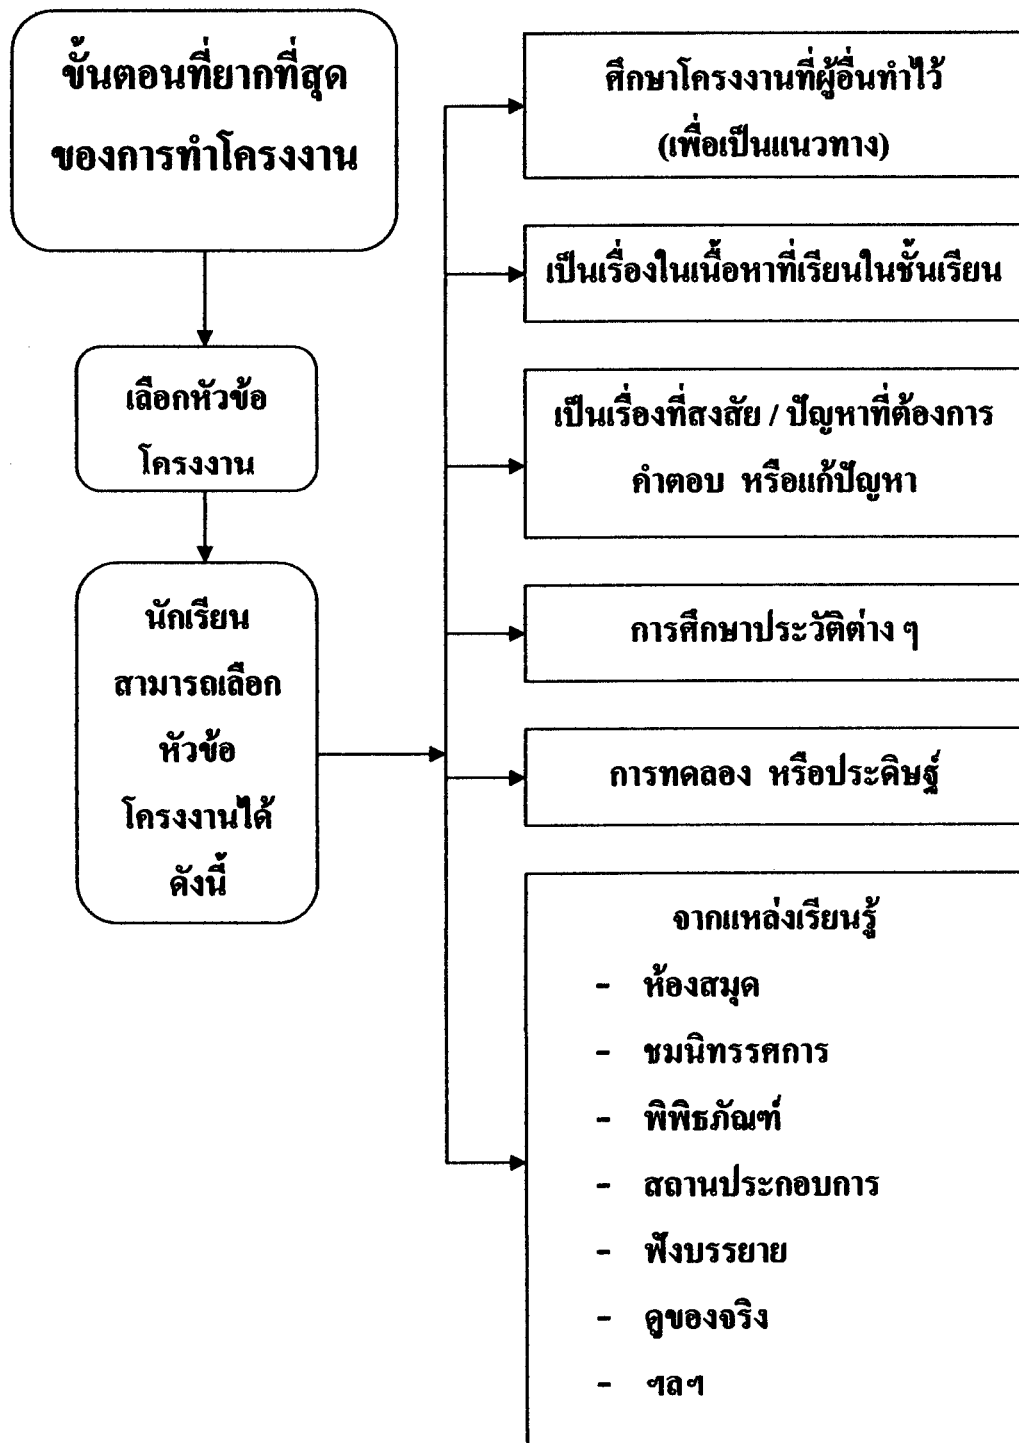 ขั้นตอนที่ยากที่สุด
ของการทำโครงงาน
เลือกหัวข้อ
โครงงาน
นักเรียน
สามารถเลือก
หัวข้อ
โครงงานได้
ดังนี้
ศึกษาโครงงานที่ผู้อื่นทำไว้
(เพื่อเป็นแนวทาง)
เป็นเรื่องในเนื้อหาที่เรียนในชั้นเรียน
เป็นเรื่องที่สงสัย / ปัญหาที่ต้องการ
คำตอบ หรือแก้ปัญหา
การศึกษาประวัติต่าง ๆ
การทดลอง หรือประดิษฐ์
จากแหล่งเรียนรู้
- ห้องสมุด
- ชมนิทรรศการ
- พิพิธภัณฑ์
- สถานประกอบการ
- ฟังบรรยาย
- ดูของจริง
- ฯลฯ